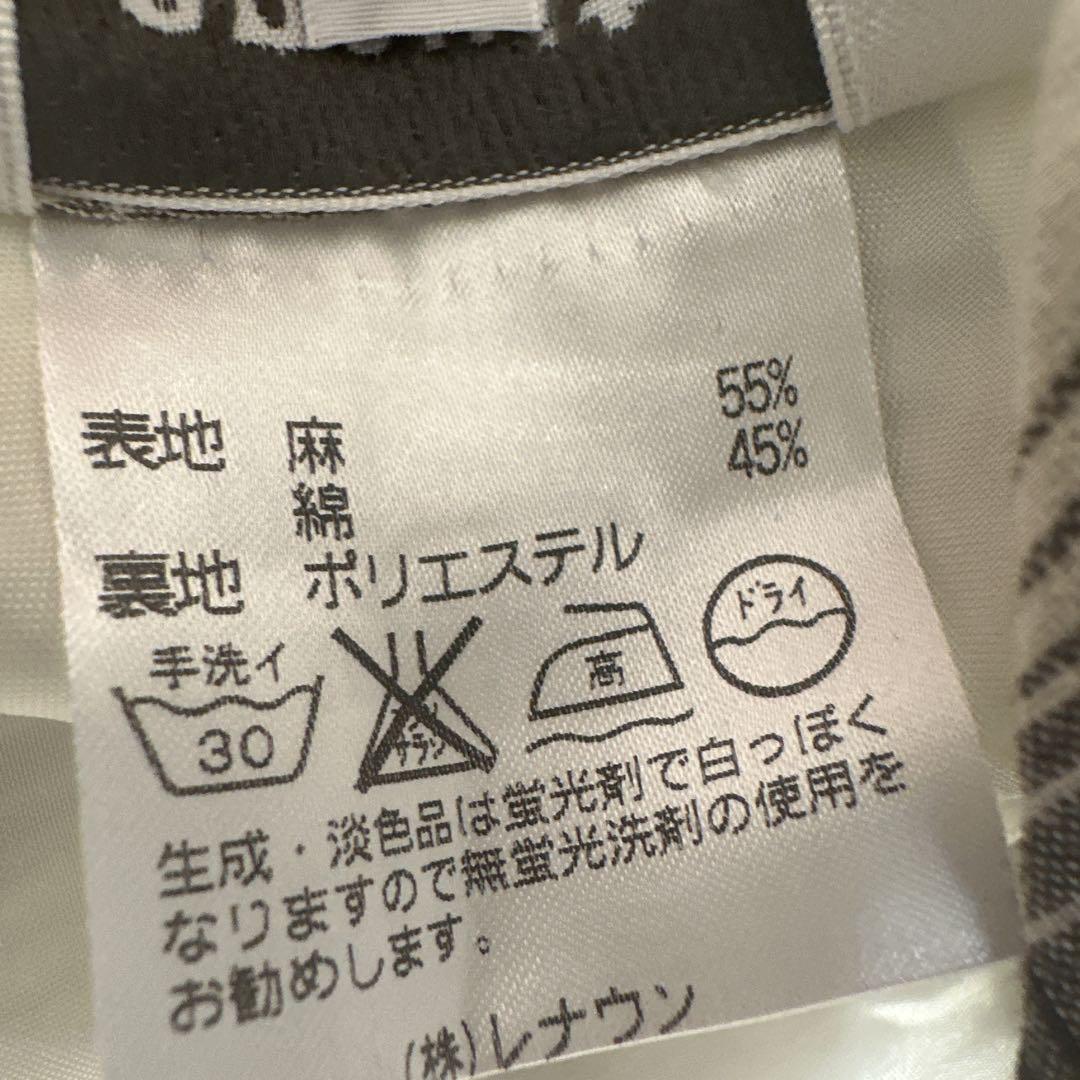 表地 麻 55%
綿 45%
裏地 ポリエステル
手洗イ
30
高
ドライ
生成・淡色品は蛍光剤で白っぽく
なりますので無蛍光洗剤の使用を
お勧めします。
(株)レナウン